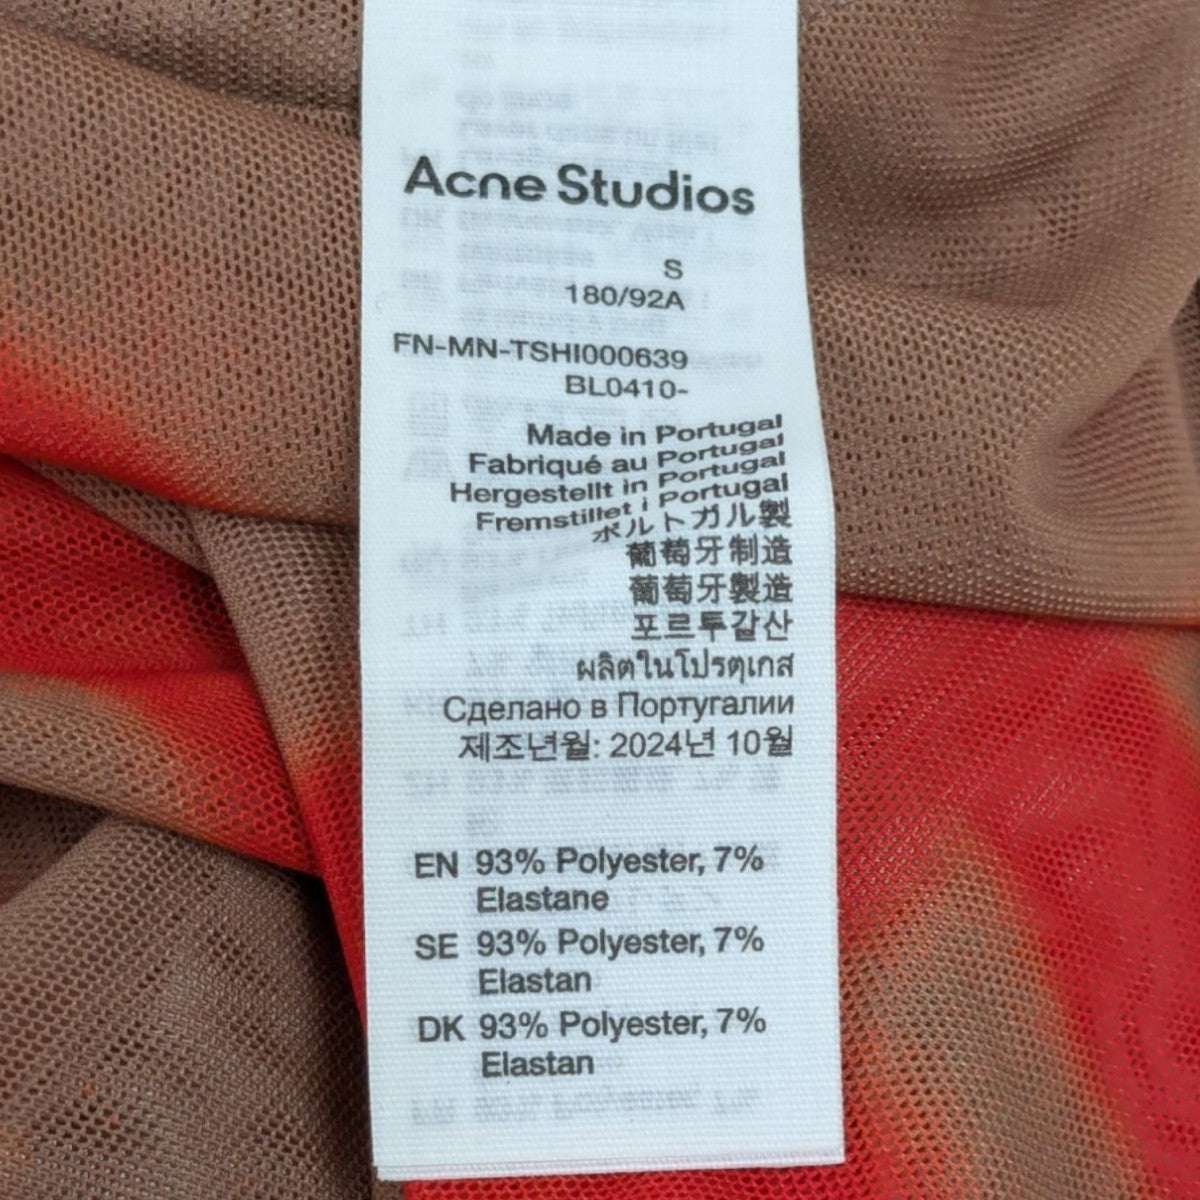 Acne Studios
S
180/92A
FN-MN-TSHI000639
BL0410-
Made in Portugal
Fabriqué au Portugal
Hergestellt in Portugal
Fremstillet i Portugal
ポルトガル製
葡萄牙制造
葡萄牙製造
포르투갈산
ผลิตในโปรตุเกส
Сделано в Португалии
제조년월: 2024년 10월
EN 93% Polyester, 7%
Elastane
SE 93% Polyester, 7%
Elastan
DK 93% Polyester, 7%
Elastan